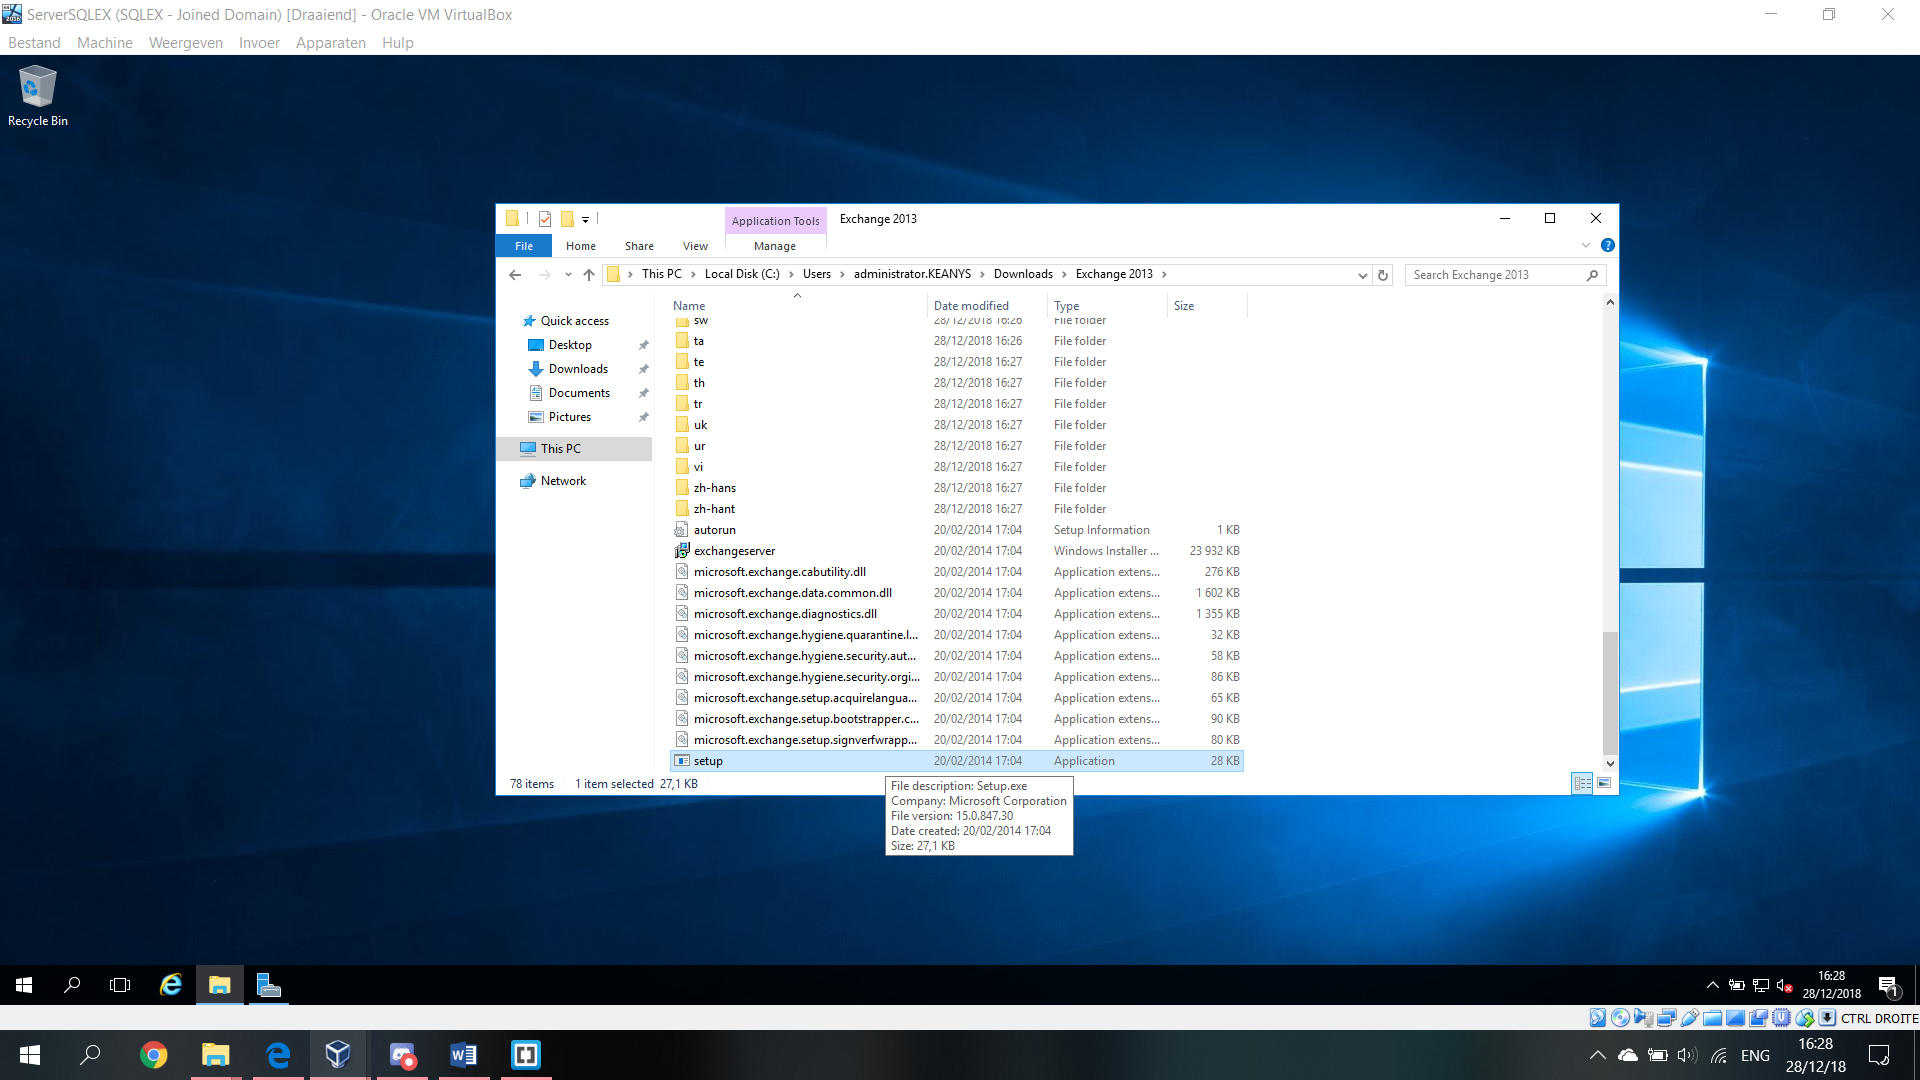 ServerSQLEX (SQLEX - Joined Domain) [Draaiend] - Oracle VM VirtualBox
Bestand Machine Weergeven Invoer Apparaten Hulp
Recycle Bin
Application Tools Exchange 2013
File Home Share View Manage
This PC Local Disk (C:) Users administrator.KEANYS Downloads Exchange 2013
Search Exchange 2013
Quick access
Desktop
Downloads
Documents
Pictures
This PC
Network
Name Date modified Type Size
sw 28/12/2018 16:26 File folder
ta 28/12/2018 16:26 File folder
te 28/12/2018 16:27 File folder
th 28/12/2018 16:27 File folder
tr 28/12/2018 16:27 File folder
uk 28/12/2018 16:27 File folder
ur 28/12/2018 16:27 File folder
vi 28/12/2018 16:27 File folder
zh-hans 28/12/2018 16:27 File folder
zh-hant 28/12/2018 16:27 File folder
autorun 20/02/2014 17:04 Setup Information 1 KB
exchangeserver 20/02/2014 17:04 Windows Installer ... 23 932 KB
microsoft.exchange.cabutility.dll 20/02/2014 17:04 Application extens... 276 KB
microsoft.exchange.data.common.dll 20/02/2014 17:04 Application extens... 1 602 KB
microsoft.exchange.diagnostics.dll 20/02/2014 17:04 Application extens... 1 355 KB
microsoft.exchange.hygiene.quarantine.l... 20/02/2014 17:04 Application extens... 32 KB
microsoft.exchange.hygiene.security.aut... 20/02/2014 17:04 Application extens... 58 KB
microsoft.exchange.hygiene.security.orgi... 20/02/2014 17:04 Application extens... 86 KB
microsoft.exchange.setup.acquirelangua... 20/02/2014 17:04 Application extens... 65 KB
microsoft.exchange.setup.bootstrapper.c... 20/02/2014 17:04 Application extens... 90 KB
microsoft.exchange.setup.signverfwrapp... 20/02/2014 17:04 Application extens... 80 KB
setup 20/02/2014 17:04 Application 28 KB
78 items 1 item selected 27,1 KB
File description: Setup.exe
Company: Microsoft Corporation
File version: 15.0.847.30
Date created: 20/02/2014 17:04
Size: 27,1 KB
16:28
28/12/2018
1
CTRL DROITE
ENG
16:28
28/12/18